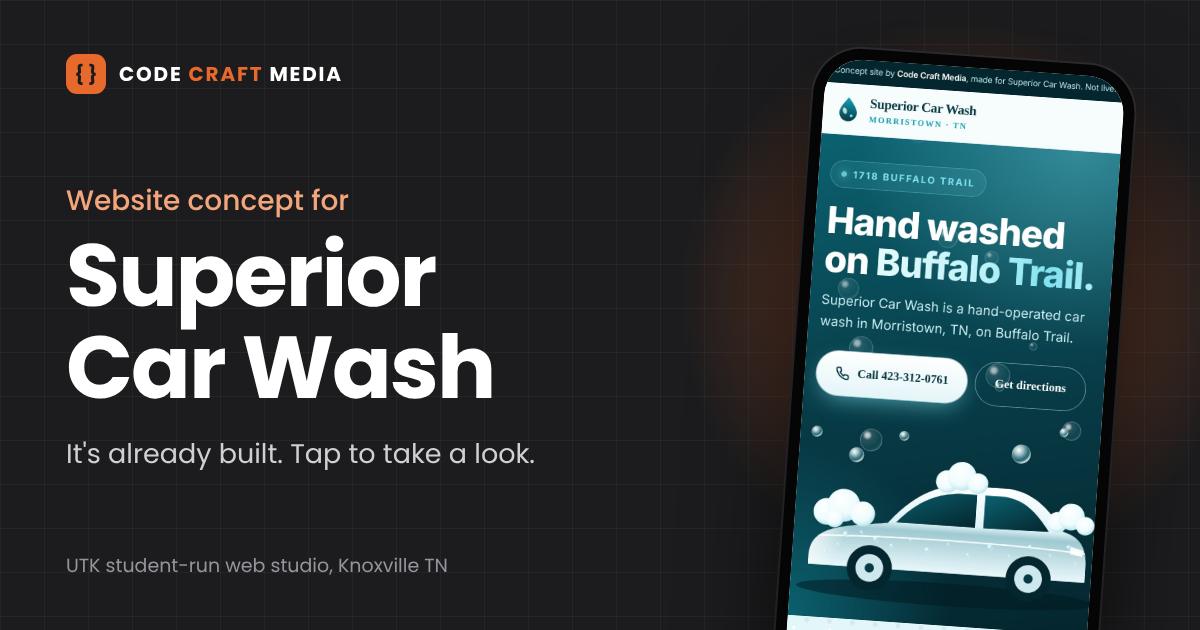 { } CODE CRAFT MEDIA
Website concept for
Superior
Car Wash
It's already built. Tap to take a look.
UTK student-run web studio, Knoxville TN
Concept site by Code Craft Media, made for Superior Car Wash. Not live.
Superior Car Wash
MORRISTOWN · TN
1718 BUFFALO TRAIL
Hand washed
on Buffalo Trail.
Superior Car Wash is a hand-operated car
wash in Morristown, TN, on Buffalo Trail.
Call 423-312-0761
Get directions